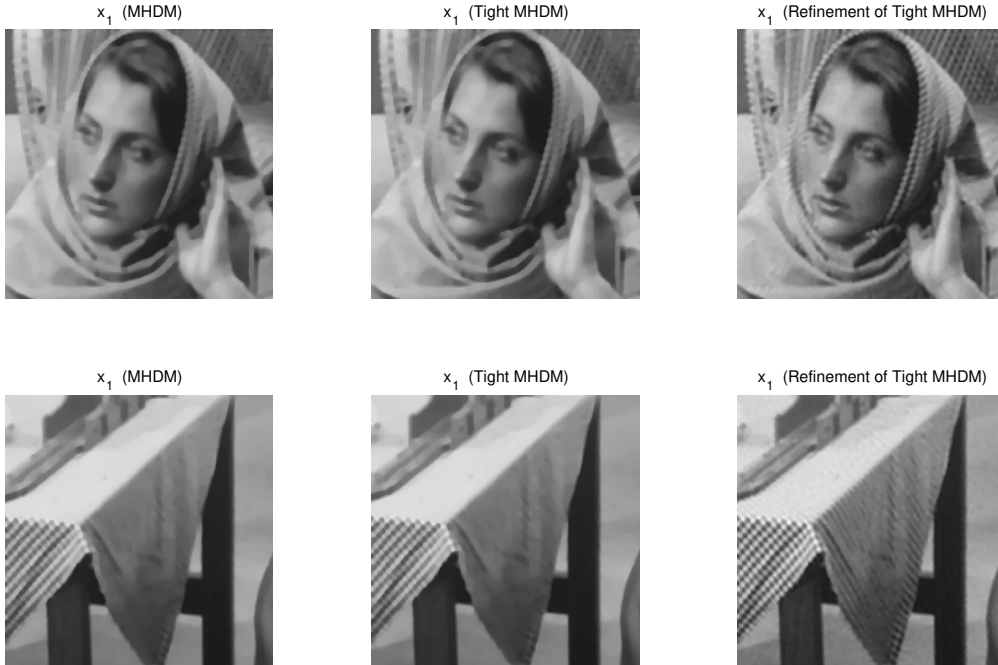 x₁ (MHDM)
x₁ (Tight MHDM)
x₁ (Refinement of Tight MHDM)
x₁ (MHDM)
x₁ (Tight MHDM)
x₁ (Refinement of Tight MHDM)